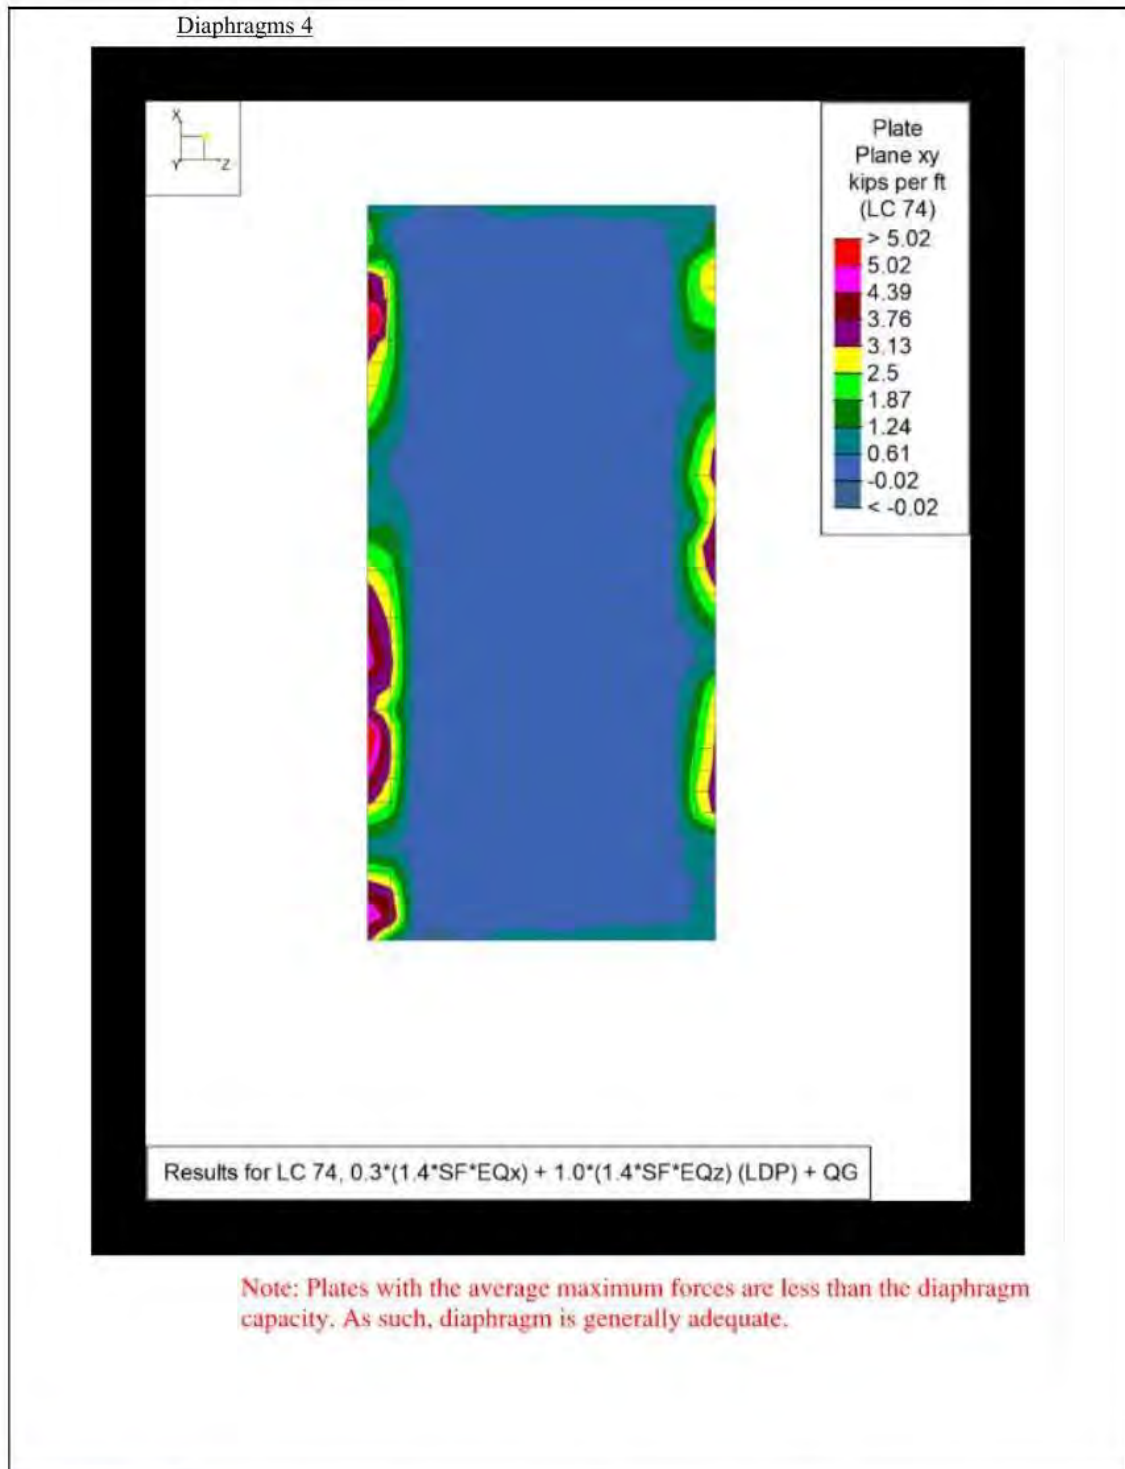 Diaphragms 4
X
Y
Z
Plate
Plane xy
kips per ft
(LC 74)
> 5.02
5.02
4.39
3.76
3.13
2.5
1.87
1.24
0.61
-0.02
< -0.02
Results for LC 74, 0.3*(1.4*SF*EQx) + 1.0*(1.4*SF*EQz) (LDP) + QG
Note: Plates with the average maximum forces are less than the diaphragm
capacity. As such, diaphragm is generally adequate.